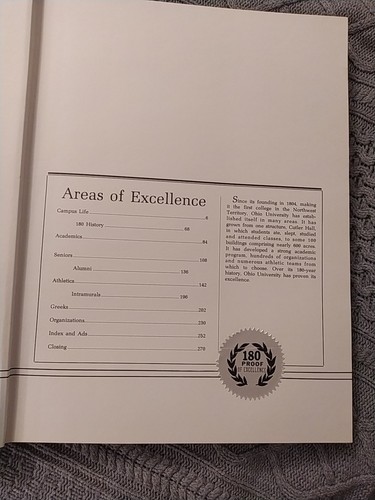 Areas of Excellence
Campus Life 6
180 History 60
Academics 84
Seniors 108
Alumni 136
Athletics 142
Intramurals 196
Greeks 202
Organizations 230
Index and Ads 252
Closing 270
Since its founding in 1804, making
it the first college in the Northwest
Territory, Ohio University has estab-
lished itself in many areas. It has
grown from one structure, Cutler Hall,
in which students ate, slept, studied
and attended classes, to some 100
buildings comprising nearly 600 acres.
It has developed a strong academic
program, hundreds of organizations
and numerous athletic teams from
which to choose. Over its 180-year
history, Ohio University has proven its
excellence.
180
PROOF
OF EXCELLENCE